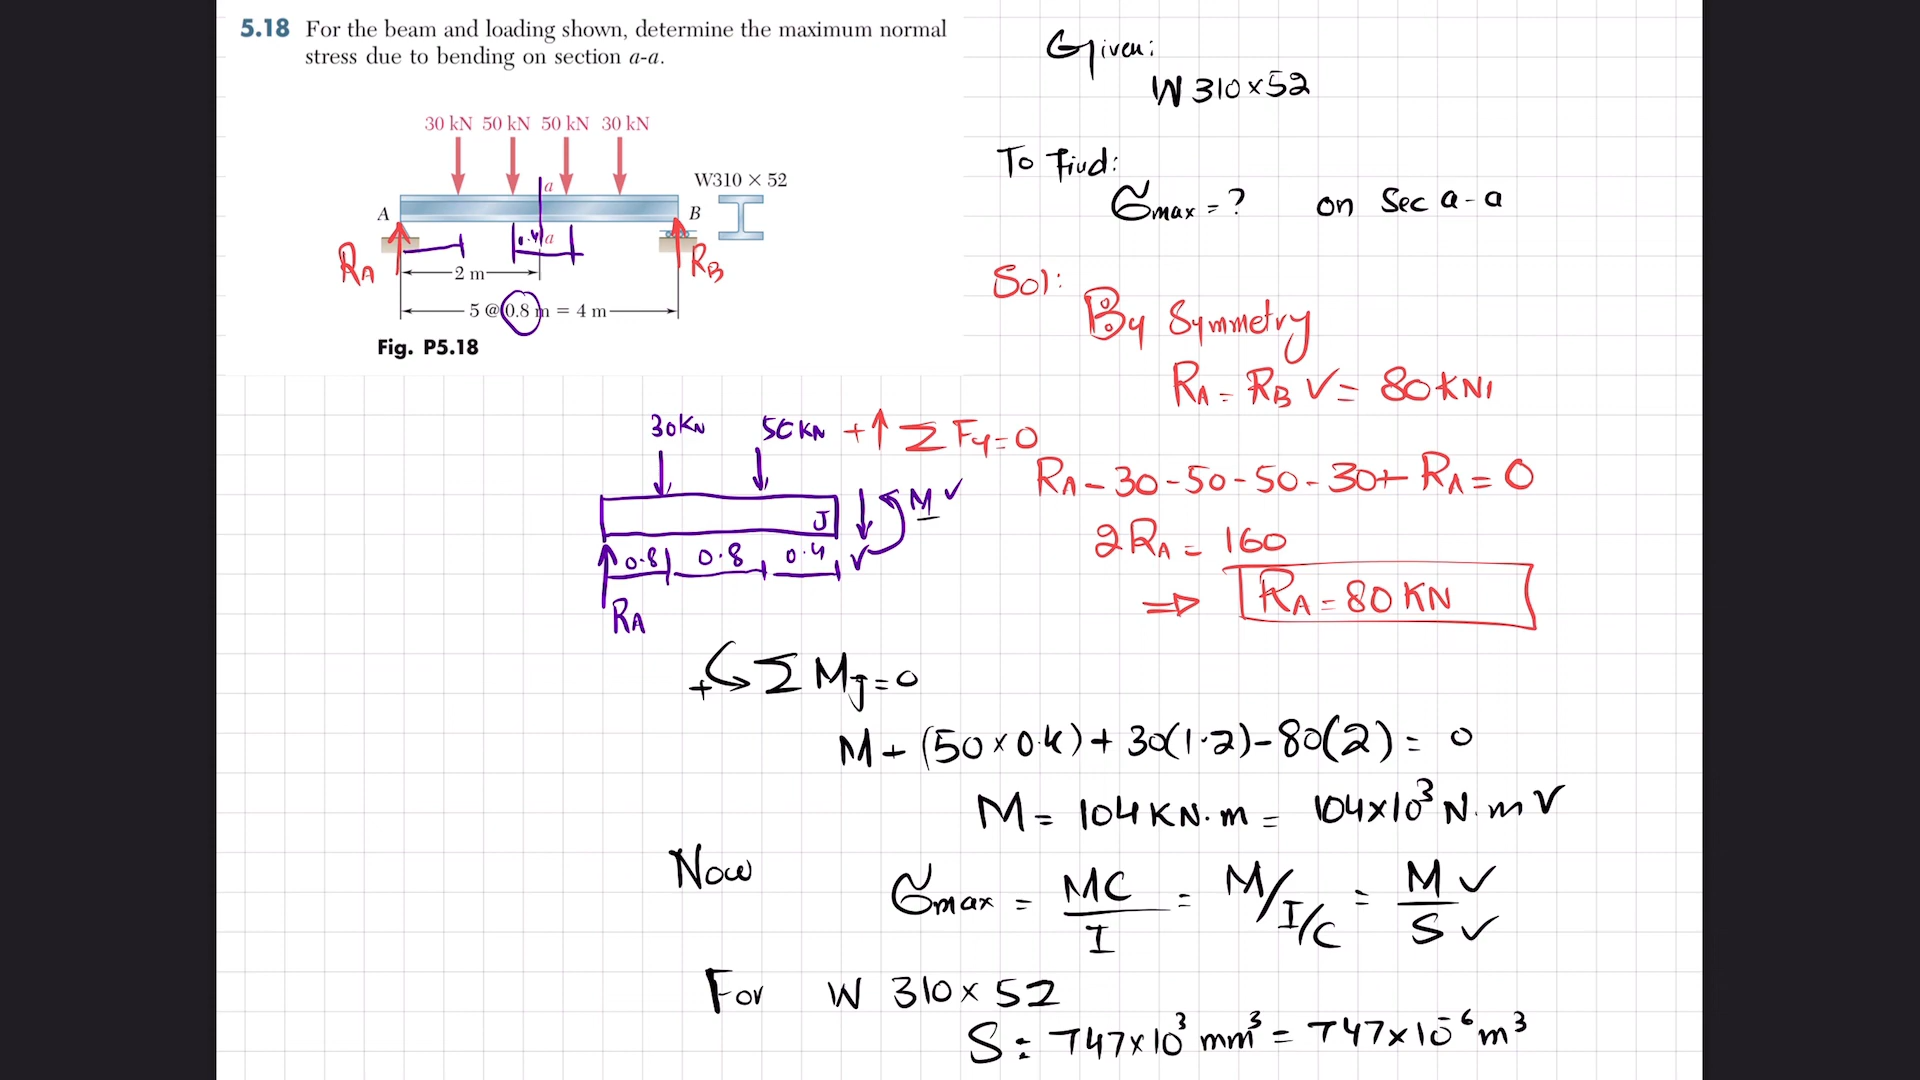 5.18 For the beam and loading shown, determine the maximum normal
stress due to bending on section a-a.
30 kN 50 kN 50 kN 30 kN
a
W310 × 52
A
B
0.4
a
RA
RB
2 m
5 @ 0.8 m = 4 m
Fig. P5.18
Given:
W 310×52
To Find:
σmax = ? on Sec a-a
Sol:
By Symmetry
RA = RB ✓ = 80 KN
+↑ Σ Fy = 0
RA - 30 - 50 - 50 - 30 + RA = 0
2RA = 160
⇒ RA = 80 KN
30KN 50 KN
J
M ✓
0.8 0.8 0.4 V
RA
+ Σ MJ = 0
M + (50 × 0.4) + 30(1.2) - 80(2) = 0
M = 104 KN.m = 104×10³ N.m ✓
Now
σmax = MC/I = M/I/C = M ✓/S ✓
For W 310 × 52
S = 747×10³ mm³ = 747×10⁻⁶ m³